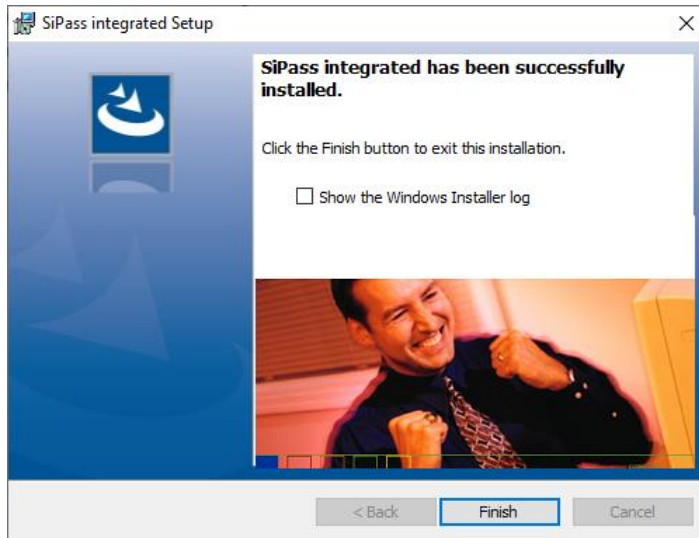 SiPass integrated Setup
SiPass integrated has been successfully
installed.
Click the Finish button to exit this installation.
Show the Windows Installer log
< Back
Finish
Cancel